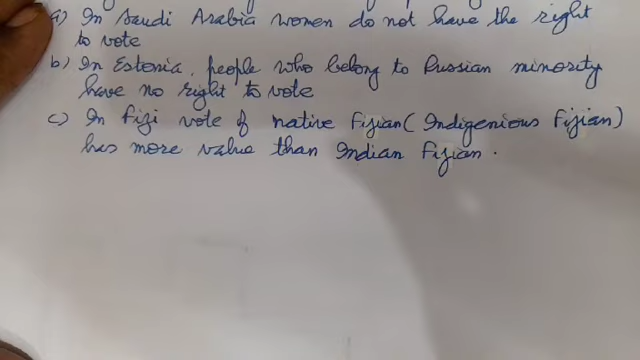 a) In Saudi Arabia women do not have the right
to vote
b) In Estonia, people who belong to Russian minority
have no right to vote
c) In Fizi vote of native Fijian (Indigenious Fijian)
has more value than Indian Fijian.